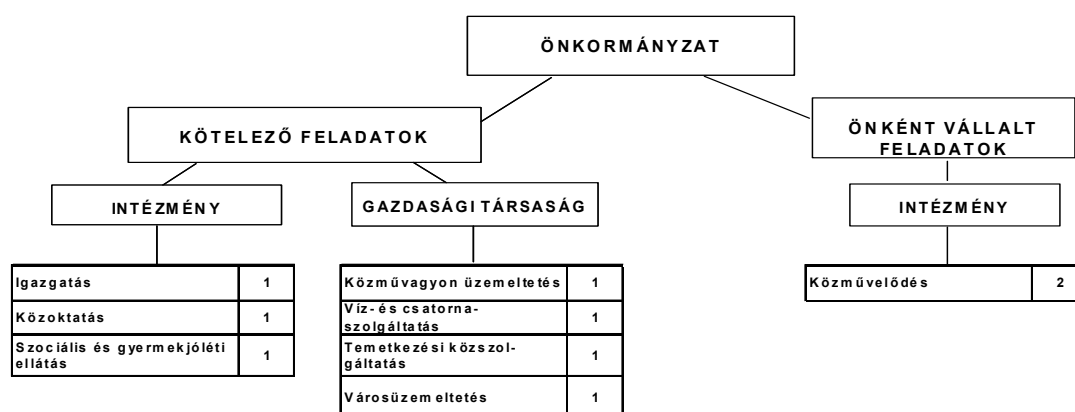 ÖNKORMÁNYZAT
KÖTELEZŐ FELADATOK
ÖNKÉNT VÁLLALT
FELADATOK
INTÉZMÉNY
GAZDASÁGI TÁRSASÁG
INTÉZMÉNY
Igazgatás 1
Közoktatás 1
Szociális és gyermekjóléti
ellátás 1
Közművagyon üzemeltetés 1
Víz- és csatorna-
szolgáltatás 1
Temetkezési közszol-
gáltatás 1
Városüzemeltetés 1
Közművelődés 2